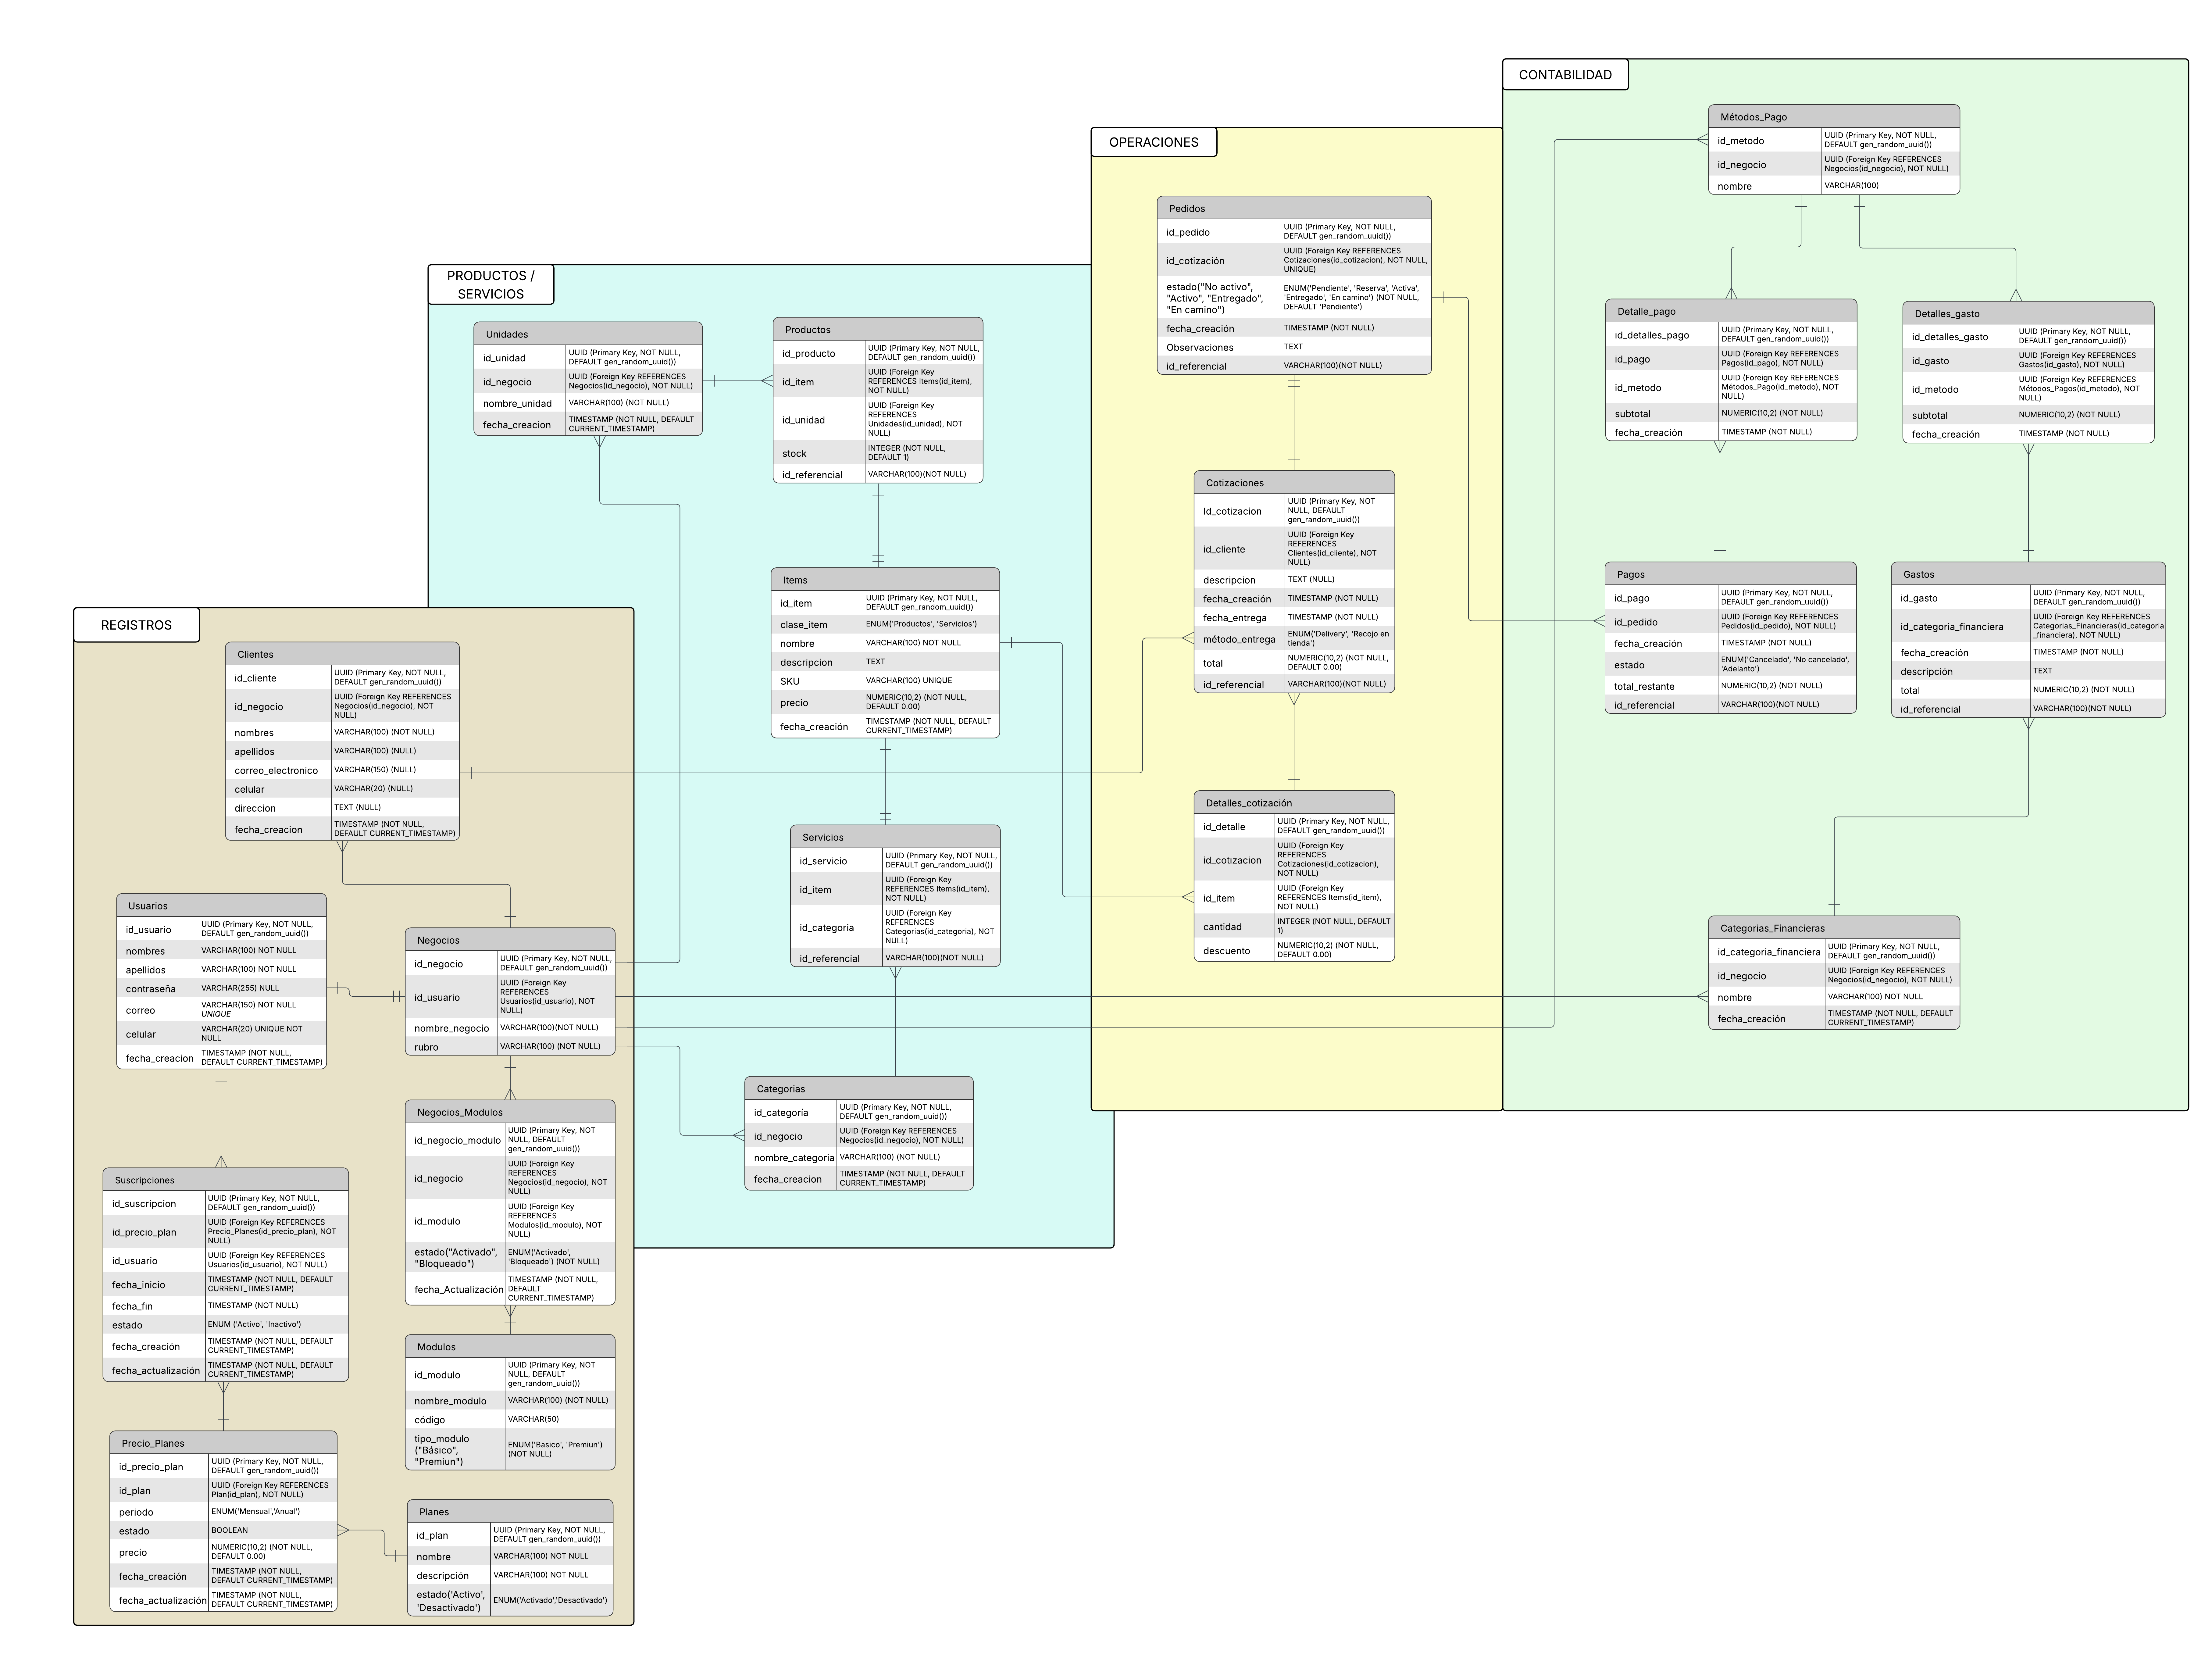 CONTABILIDAD
Métodos_Pago
id_metodo
UUID (Primary Key, NOT NULL,
DEFAULT gen_random_uuid())
id_negocio
UUID (Foreign Key REFERENCES
Negocios(id_negocio), NOT NULL)
nombre
VARCHAR(100)
Detalle_pago
id_detalles_pago
UUID (Primary Key, NOT NULL,
DEFAULT gen_random_uuid())
id_pago
UUID (Foreign Key REFERENCES
Pagos(id_pago), NOT NULL)
id_metodo
UUID (Foreign Key REFERENCES
Métodos_Pago(id_metodo), NOT
NULL)
subtotal
NUMERIC(10,2) (NOT NULL)
fecha_creación
TIMESTAMP (NOT NULL)
Detalles_gasto
id_detalles_gasto
UUID (Primary Key, NOT NULL,
DEFAULT gen_random_uuid())
id_gasto
UUID (Foreign Key REFERENCES
Gastos(id_gasto), NOT NULL)
id_metodo
UUID (Foreign Key REFERENCES
Métodos_Pagos(id_metodo), NOT
NULL)
subtotal
NUMERIC(10,2) (NOT NULL)
fecha_creación
TIMESTAMP (NOT NULL)
Pagos
id_pago
UUID (Primary Key, NOT NULL,
DEFAULT gen_random_uuid())
id_pedido
UUID (Foreign Key REFERENCES
Pedidos(id_pedido), NOT NULL)
fecha_creación
TIMESTAMP (NOT NULL)
estado
ENUM('Cancelado', 'No cancelado',
'Adelanto')
total_restante
NUMERIC(10,2) (NOT NULL)
id_referencial
VARCHAR(100)(NOT NULL)
Gastos
id_gasto
UUID (Primary Key, NOT NULL,
DEFAULT gen_random_uuid())
id_categoria_financiera
UUID (Foreign Key REFERENCES
Categorias_Financieras(id_categoria
_financiera), NOT NULL)
fecha_creación
TIMESTAMP (NOT NULL)
descripción
TEXT
total
NUMERIC(10,2) (NOT NULL)
id_referencial
VARCHAR(100)(NOT NULL)
Categorias_Financieras
id_categoria_financiera
UUID (Primary Key, NOT NULL,
DEFAULT gen_random_uuid())
id_negocio
UUID (Foreign Key REFERENCES
Negocios(id_negocio), NOT NULL)
nombre
VARCHAR(100) NOT NULL
fecha_creación
TIMESTAMP (NOT NULL, DEFAULT
CURRENT_TIMESTAMP)
OPERACIONES
Pedidos
id_pedido
UUID (Primary Key, NOT NULL,
DEFAULT gen_random_uuid())
id_cotización
UUID (Foreign Key REFERENCES
Cotizaciones(id_cotizacion), NOT NULL,
UNIQUE)
estado("No activo",
"Activo", "Entregado",
"En camino")
ENUM('Pendiente', 'Reserva', 'Activa',
'Entregado', 'En camino') (NOT NULL,
DEFAULT 'Pendiente')
fecha_creación
TIMESTAMP (NOT NULL)
Observaciones
TEXT
id_referencial
VARCHAR(100)(NOT NULL)
Cotizaciones
Id_cotizacion
UUID (Primary Key, NOT
NULL, DEFAULT
gen_random_uuid())
id_cliente
UUID (Foreign Key
REFERENCES
Clientes(id_cliente), NOT
NULL)
descripcion
TEXT (NULL)
fecha_creación
TIMESTAMP (NOT NULL)
fecha_entrega
TIMESTAMP (NOT NULL)
método_entrega
ENUM('Delivery', 'Recojo en
tienda')
total
NUMERIC(10,2) (NOT NULL,
DEFAULT 0.00)
id_referencial
VARCHAR(100)(NOT NULL)
Detalles_cotización
id_detalle
UUID (Primary Key, NOT NULL,
DEFAULT gen_random_uuid())
id_cotizacion
UUID (Foreign Key
REFERENCES
Cotizaciones(id_cotizacion),
NOT NULL)
id_item
UUID (Foreign Key
REFERENCES Items(id_item),
NOT NULL)
cantidad
INTEGER (NOT NULL, DEFAULT
1)
descuento
NUMERIC(10,2) (NOT NULL,
DEFAULT 0.00)
PRODUCTOS /
SERVICIOS
Unidades
id_unidad
UUID (Primary Key, NOT NULL,
DEFAULT gen_random_uuid())
id_negocio
UUID (Foreign Key REFERENCES
Negocios(id_negocio), NOT NULL)
nombre_unidad
VARCHAR(100) (NOT NULL)
fecha_creacion
TIMESTAMP (NOT NULL, DEFAULT
CURRENT_TIMESTAMP)
Productos
id_producto
UUID (Primary Key, NOT NULL,
DEFAULT gen_random_uuid())
id_item
UUID (Foreign Key
REFERENCES Items(id_item),
NOT NULL)
id_unidad
UUID (Foreign Key
REFERENCES
Unidades(id_unidad), NOT
NULL)
stock
INTEGER (NOT NULL,
DEFAULT 1)
id_referencial
VARCHAR(100)(NOT NULL)
Items
id_item
UUID (Primary Key, NOT NULL,
DEFAULT gen_random_uuid())
clase_item
ENUM('Productos', 'Servicios')
nombre
VARCHAR(100) NOT NULL
descripcion
TEXT
SKU
VARCHAR(100) UNIQUE
precio
NUMERIC(10,2) (NOT NULL,
DEFAULT 0.00)
fecha_creación
TIMESTAMP (NOT NULL, DEFAULT
CURRENT_TIMESTAMP)
Servicios
id_servicio
UUID (Primary Key, NOT NULL,
DEFAULT gen_random_uuid())
id_item
UUID (Foreign Key
REFERENCES Items(id_item),
NOT NULL)
id_categoria
UUID (Foreign Key
REFERENCES
Categorias(id_categoria), NOT
NULL)
id_referencial
VARCHAR(100)(NOT NULL)
Categorias
id_categoría
UUID (Primary Key, NOT NULL,
DEFAULT gen_random_uuid())
id_negocio
UUID (Foreign Key REFERENCES
Negocios(id_negocio), NOT NULL)
nombre_categoria
VARCHAR(100) (NOT NULL)
fecha_creacion
TIMESTAMP (NOT NULL, DEFAULT
CURRENT_TIMESTAMP)
REGISTROS
Clientes
id_cliente
UUID (Primary Key, NOT NULL,
DEFAULT gen_random_uuid())
id_negocio
UUID (Foreign Key REFERENCES
Negocios(id_negocio), NOT
NULL)
nombres
VARCHAR(100) (NOT NULL)
apellidos
VARCHAR(100) (NULL)
correo_electronico
VARCHAR(150) (NULL)
celular
VARCHAR(20) (NULL)
direccion
TEXT (NULL)
fecha_creacion
TIMESTAMP (NOT NULL,
DEFAULT CURRENT_TIMESTAMP)
Usuarios
id_usuario
UUID (Primary Key, NOT NULL,
DEFAULT gen_random_uuid())
nombres
VARCHAR(100) NOT NULL
apellidos
VARCHAR(100) NOT NULL
contraseña
VARCHAR(255) NULL
correo
VARCHAR(150) NOT NULL
UNIQUE
celular
VARCHAR(20) UNIQUE NOT
NULL
fecha_creacion
TIMESTAMP (NOT NULL,
DEFAULT CURRENT_TIMESTAMP)
Negocios
id_negocio
UUID (Primary Key, NOT NULL,
DEFAULT gen_random_uuid())
id_usuario
UUID (Foreign Key
REFERENCES
Usuarios(id_usuario), NOT
NULL)
nombre_negocio
VARCHAR(100)(NOT NULL)
rubro
VARCHAR(100) (NOT NULL)
Negocios_Modulos
id_negocio_modulo
UUID (Primary Key, NOT
NULL, DEFAULT
gen_random_uuid())
id_negocio
UUID (Foreign Key
REFERENCES
Negocios(id_negocio), NOT
NULL)
id_modulo
UUID (Foreign Key
REFERENCES
Modulos(id_modulo), NOT
NULL)
estado("Activado",
"Bloqueado")
ENUM('Activado',
'Bloqueado') (NOT NULL)
fecha_Actualización
TIMESTAMP (NOT NULL,
DEFAULT
CURRENT_TIMESTAMP)
Suscripciones
id_suscripcion
UUID (Primary Key, NOT NULL,
DEFAULT gen_random_uuid())
id_precio_plan
UUID (Foreign Key REFERENCES
Precio_Planes(id_precio_plan), NOT
NULL)
id_usuario
UUID (Foreign Key REFERENCES
Usuarios(id_usuario), NOT NULL)
fecha_inicio
TIMESTAMP (NOT NULL, DEFAULT
CURRENT_TIMESTAMP)
fecha_fin
TIMESTAMP (NOT NULL)
estado
ENUM ('Activo', 'Inactivo')
fecha_creación
TIMESTAMP (NOT NULL, DEFAULT
CURRENT_TIMESTAMP)
fecha_actualización
TIMESTAMP (NOT NULL, DEFAULT
CURRENT_TIMESTAMP)
Modulos
id_modulo
UUID (Primary Key, NOT
NULL, DEFAULT
gen_random_uuid())
nombre_modulo
VARCHAR(100) (NOT NULL)
código
VARCHAR(50)
tipo_modulo
("Básico",
"Premiun")
ENUM('Basico', 'Premiun')
(NOT NULL)
Precio_Planes
id_precio_plan
UUID (Primary Key, NOT NULL,
DEFAULT gen_random_uuid())
id_plan
UUID (Foreign Key REFERENCES
Plan(id_plan), NOT NULL)
periodo
ENUM('Mensual','Anual')
estado
BOOLEAN
precio
NUMERIC(10,2) (NOT NULL,
DEFAULT 0.00)
fecha_creación
TIMESTAMP (NOT NULL,
DEFAULT CURRENT_TIMESTAMP)
fecha_actualización
TIMESTAMP (NOT NULL,
DEFAULT CURRENT_TIMESTAMP)
Planes
id_plan
UUID (Primary Key, NOT NULL,
DEFAULT gen_random_uuid())
nombre
VARCHAR(100) NOT NULL
descripción
VARCHAR(100) NOT NULL
estado('Activo',
'Desactivado')
ENUM('Activado','Desactivado')